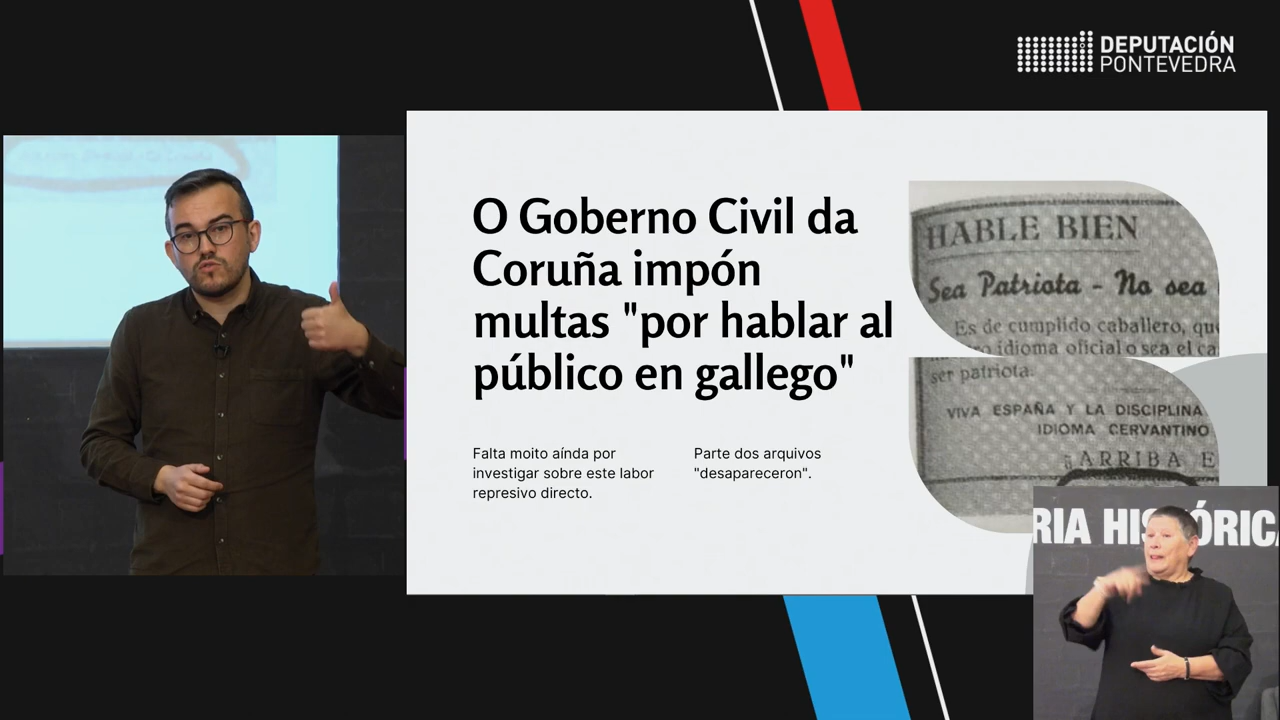 DEPUTACIÓN
PONTEVEDRA
O Goberno Civil da
Coruña impón
multas "por hablar al
público en gallego"
Falta moito aínda por
investigar sobre este labor
represivo directo.
Parte dos arquivos
"desapareceron".
HABLE BIEN
Sea Patriota - No sea
Es de cumplido caballero, que
idioma oficial o sea el ca
ser patriota.
VIVA ESPAÑA Y LA DISCIPLINA
IDIOMA CERVANTINO
¡ARRIBA E
RIA HISTÓRICA